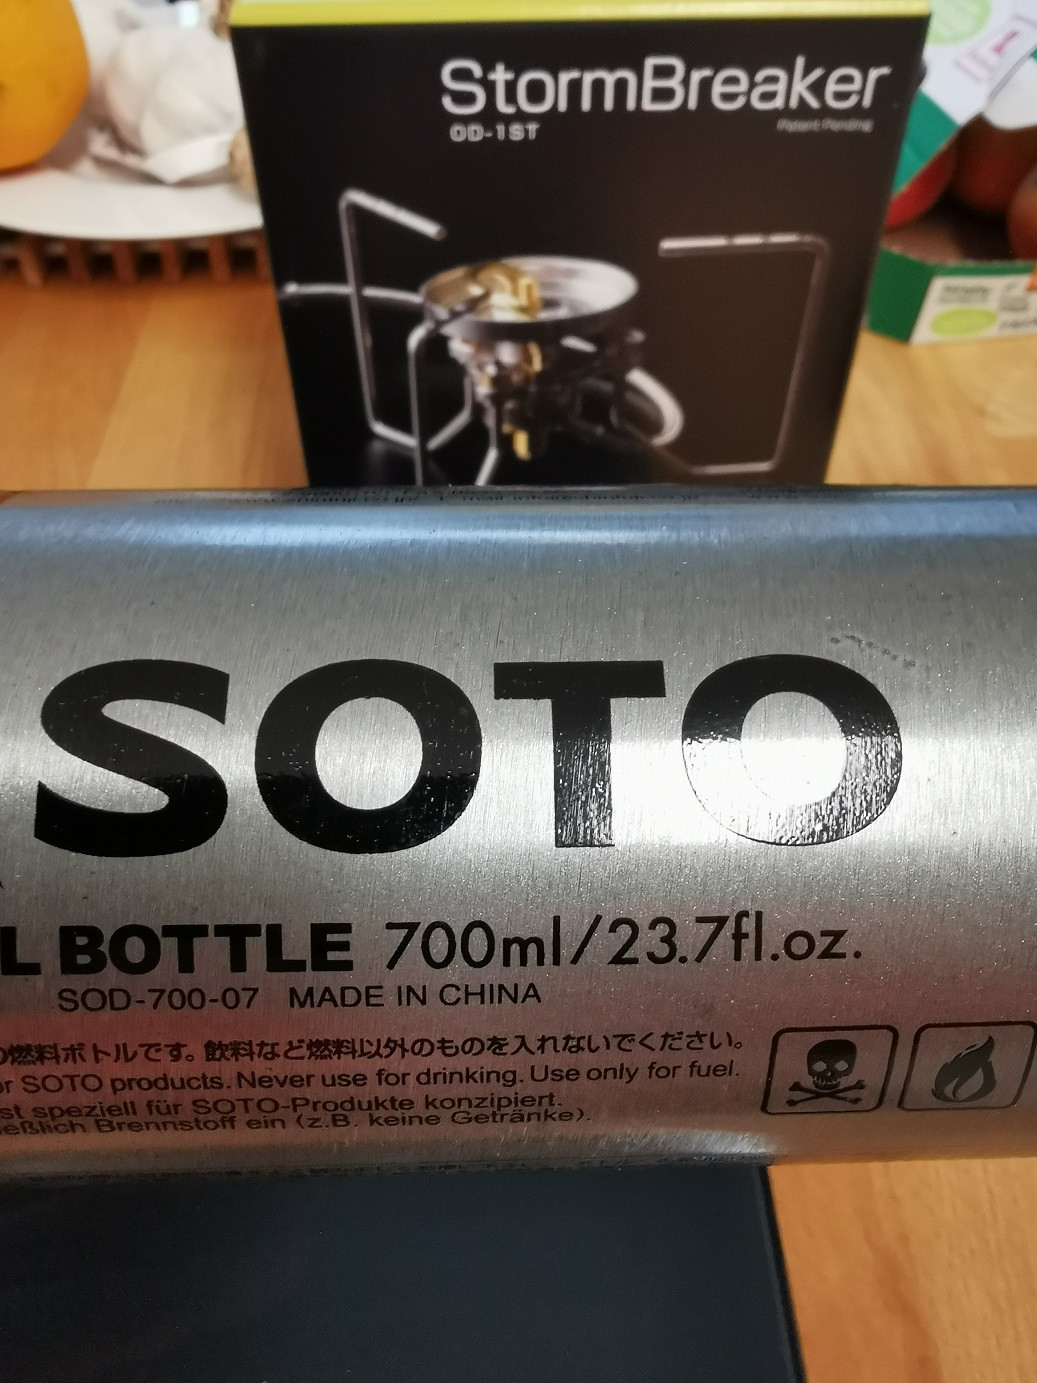 StormBreaker
OD-1ST
Patent Pending
SOTO
L BOTTLE 700ml/23.7fl.oz.
SOD-700-07 MADE IN CHINA
の燃料ボトルです。飲料など燃料以外のものを入れないでください。
or SOTO products. Never use for drinking. Use only for fuel.
st speziell für SOTO-Produkte konzipiert.
ießlich Brennstoff ein (z.B. keine Getränke).